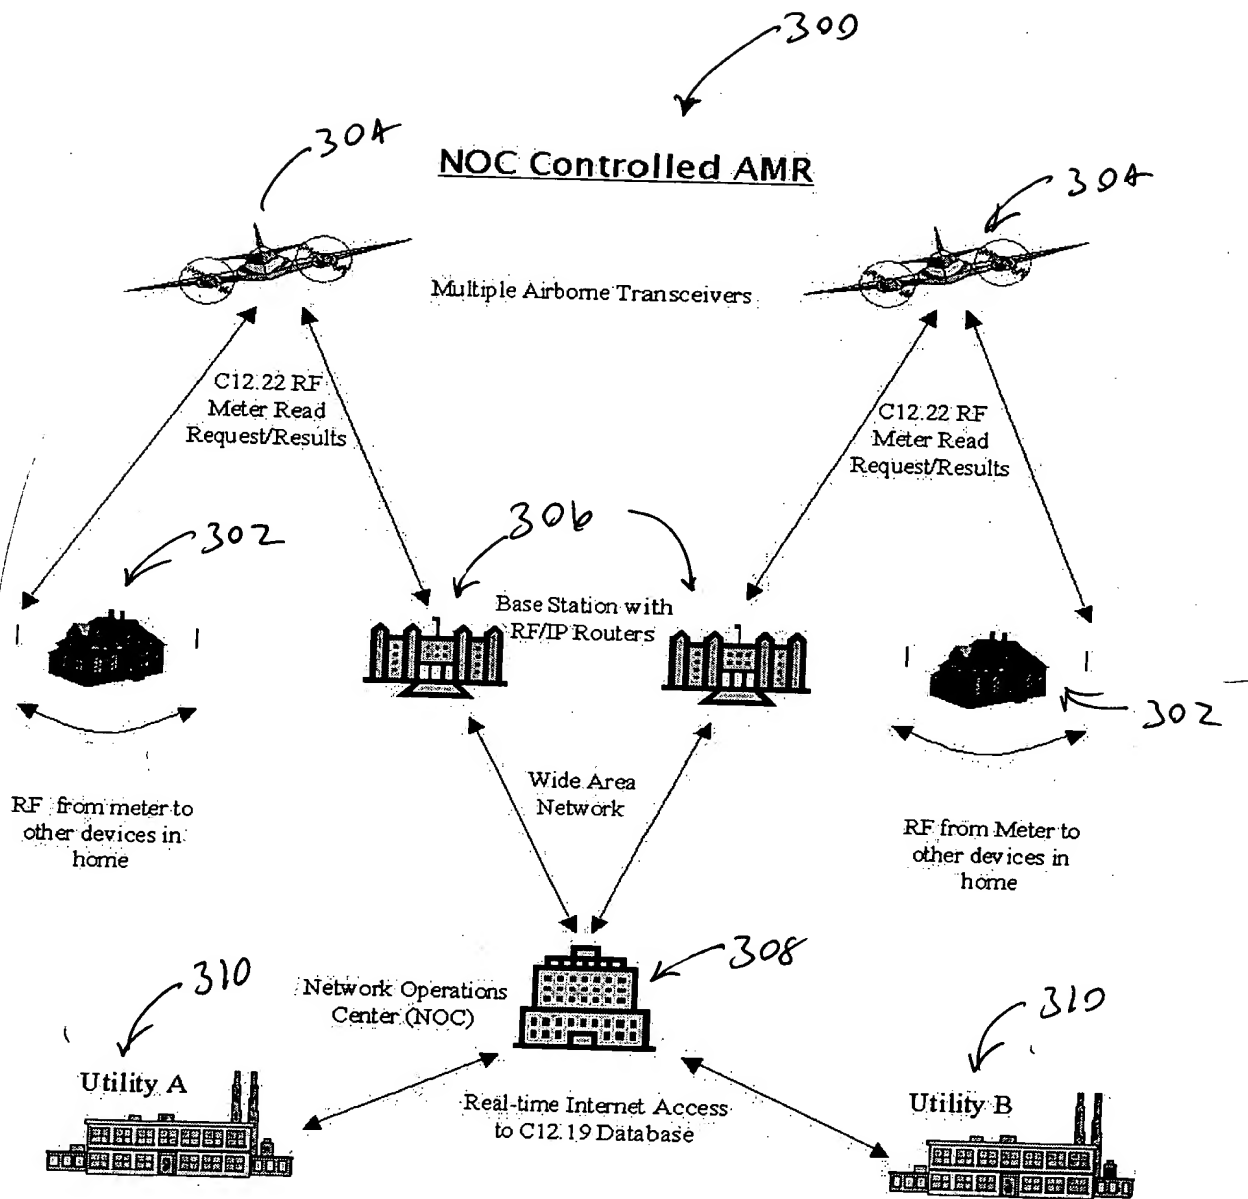 300
304
NOC Controlled AMR
304
Multiple Airborne Transceivers
C12.22 RF
Meter Read
Request/Results
C12.22 RF
Meter Read
Request/Results
302
306
Base Station with
RF/IP Routers
302
Wide Area
Network
RF from meter to
other devices in
home
RF from Meter to
other devices in
home
308
310
Network Operations
Center (NOC)
310
Utility A
Real-time Internet Access
to C12.19 Database
Utility B